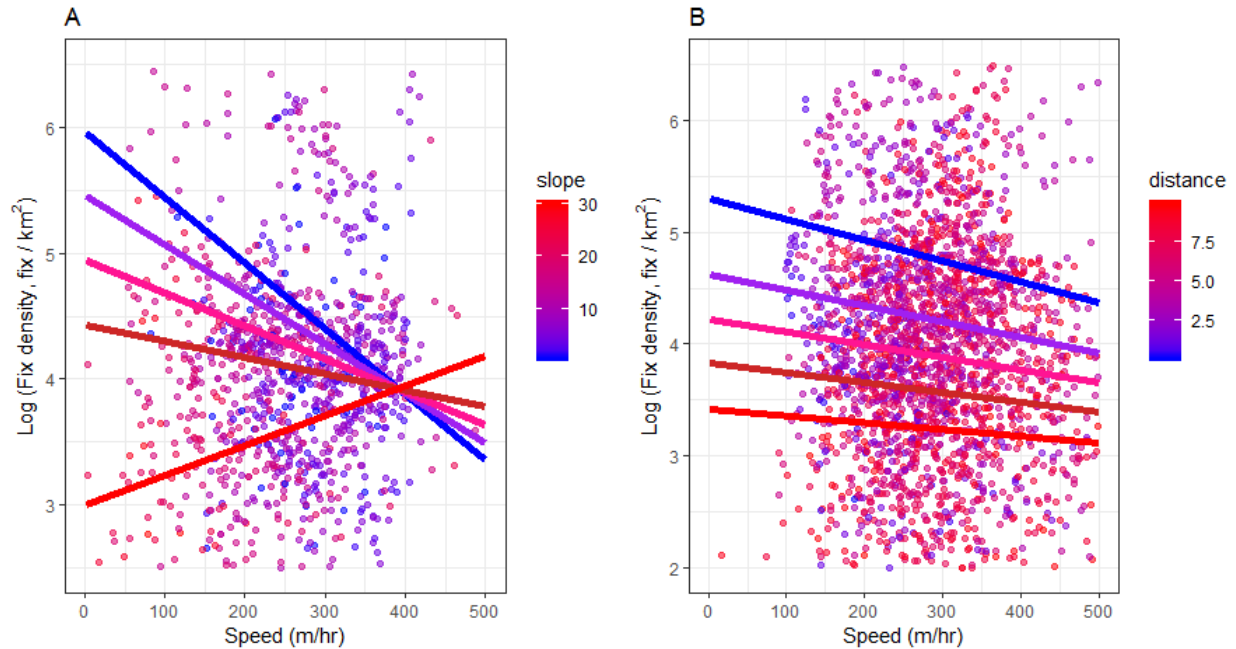 A
Log (Fix density, fix / km²)
6
5
4
3
0 100 200 300 400 500
Speed (m/hr)
slope
30
20
10
B
Log (Fix density, fix / km²)
6
5
4
3
2
0 100 200 300 400 500
Speed (m/hr)
distance
7.5
5.0
2.5